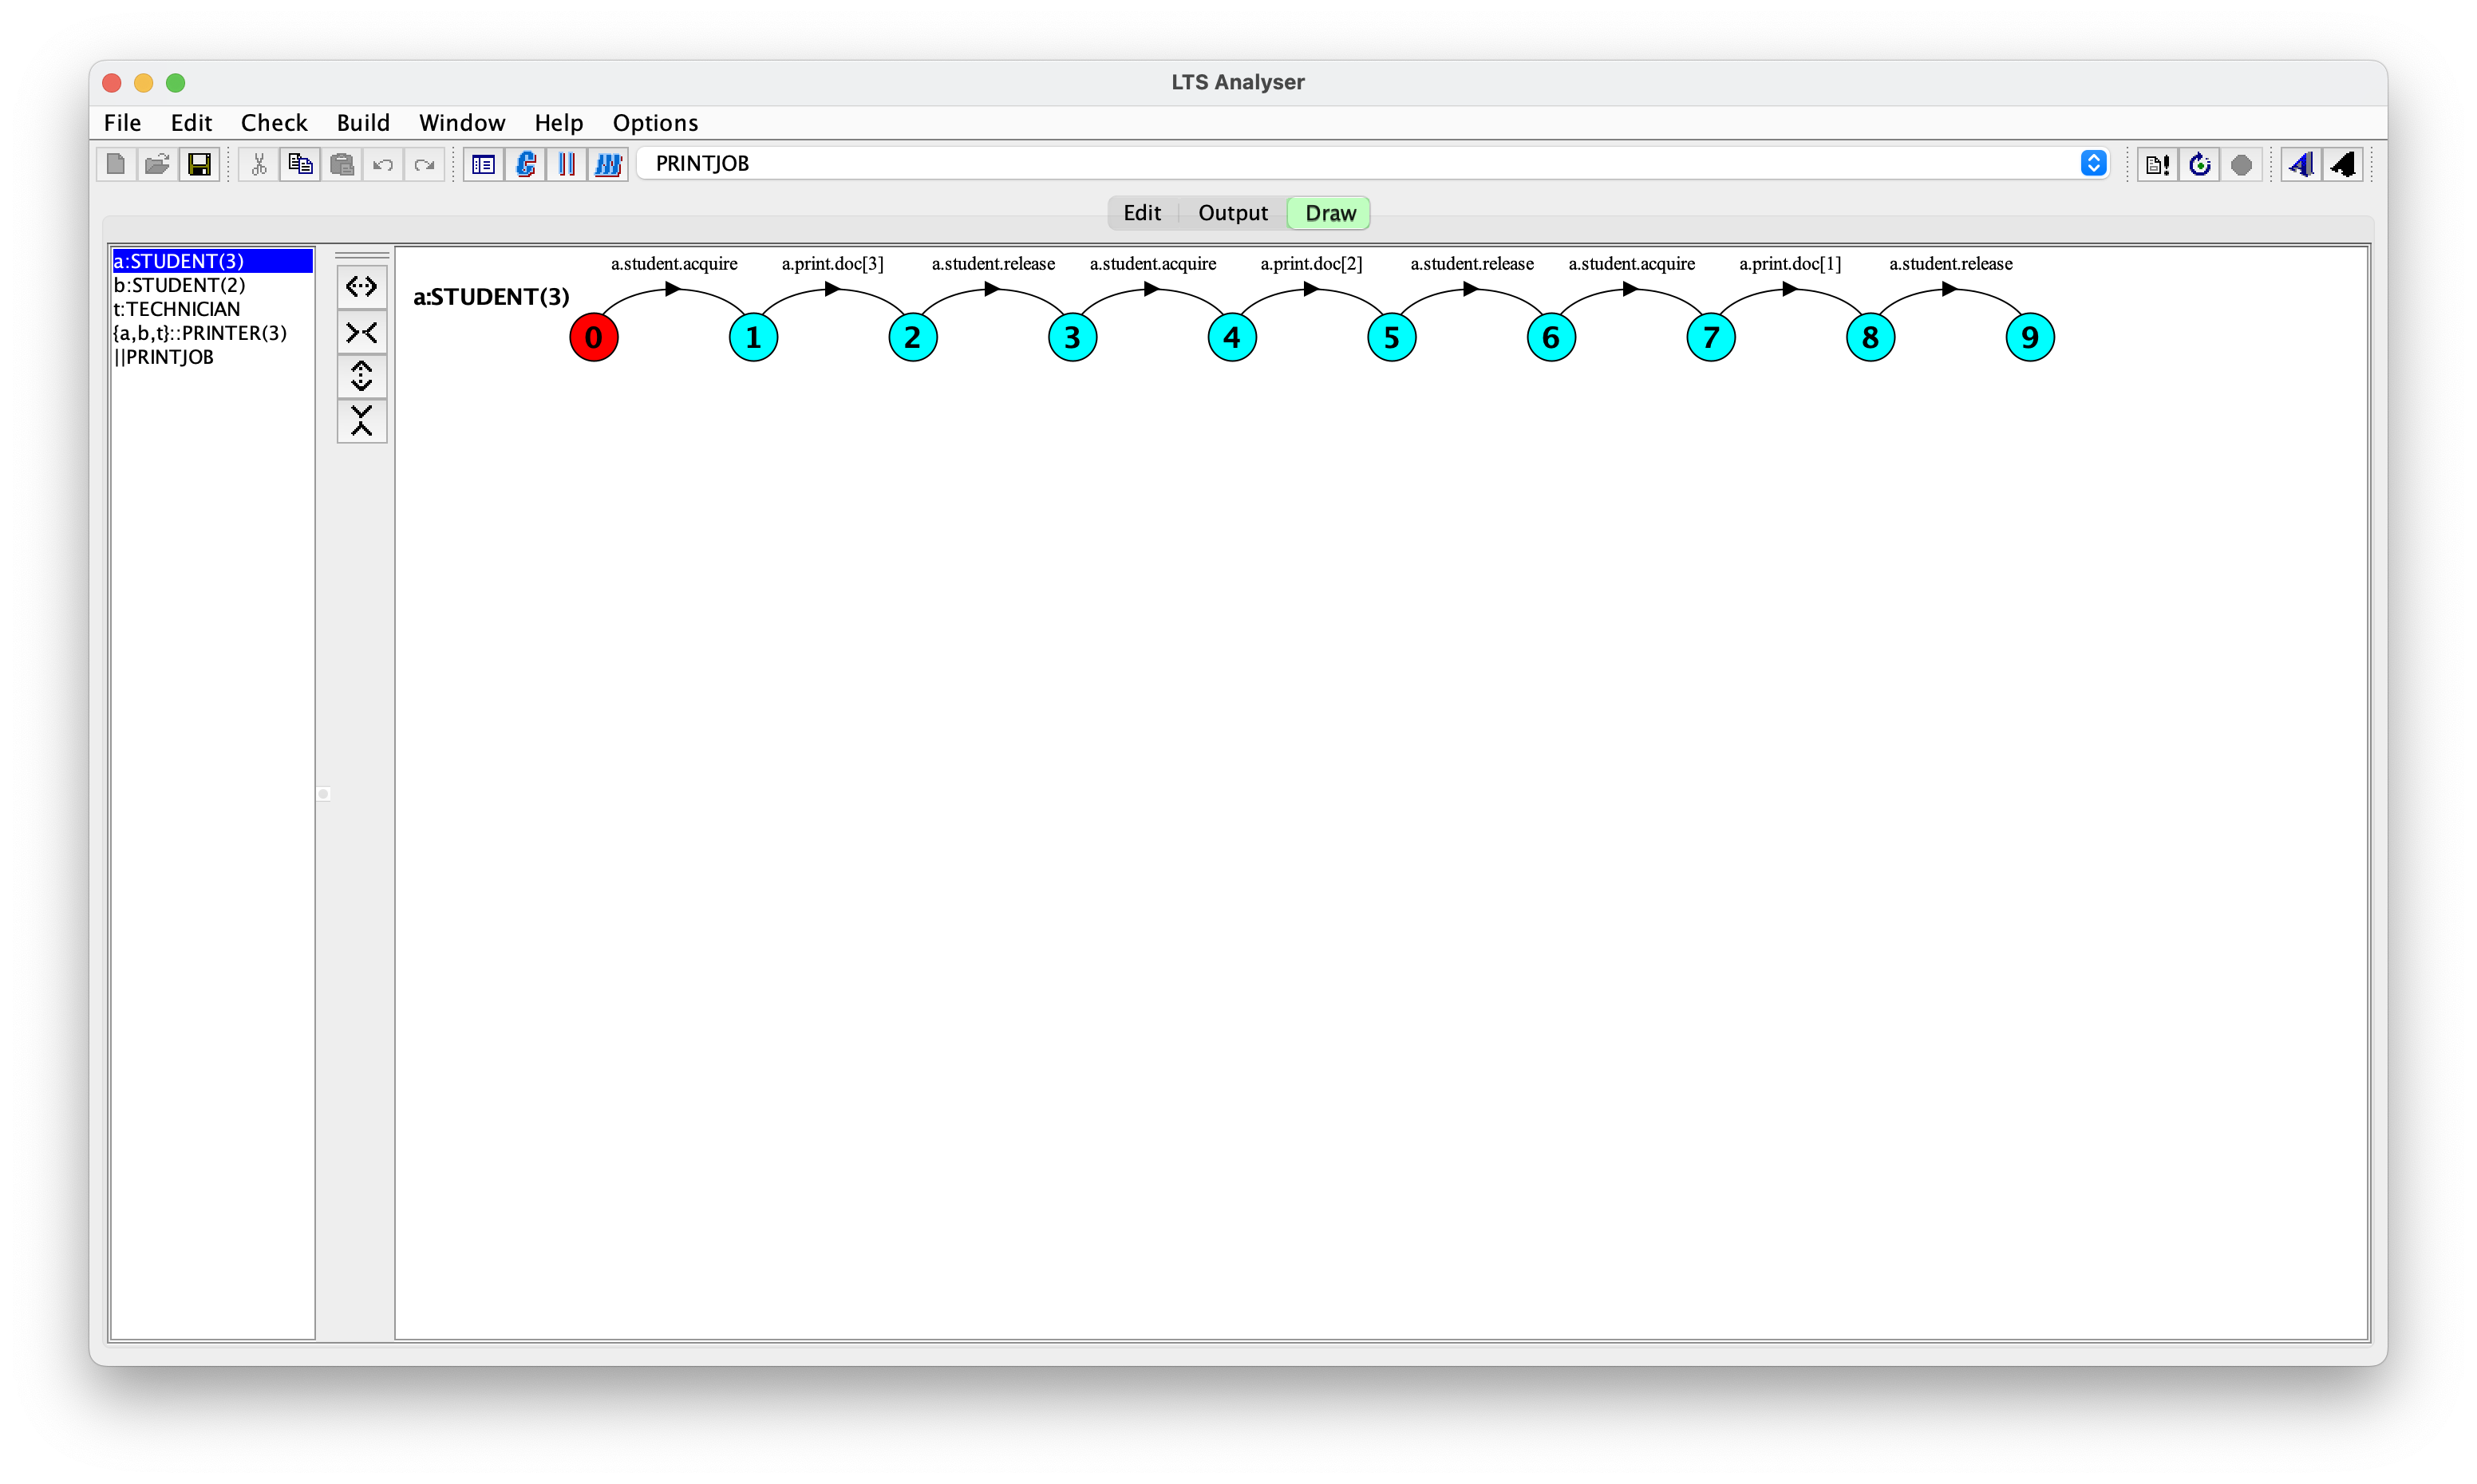 LTS Analyser
File Edit Check Build Window Help Options
PRINTJOB
Edit Output Draw
a:STUDENT(3)
b:STUDENT(2)
t:TECHNICIAN
{a,b,t}::PRINTER(3)
||PRINTJOB
a.student.acquire a.print.doc[3] a.student.release a.student.acquire a.print.doc[2] a.student.release a.student.acquire a.print.doc[1] a.student.release
a:STUDENT(3)
0 1 2 3 4 5 6 7 8 9